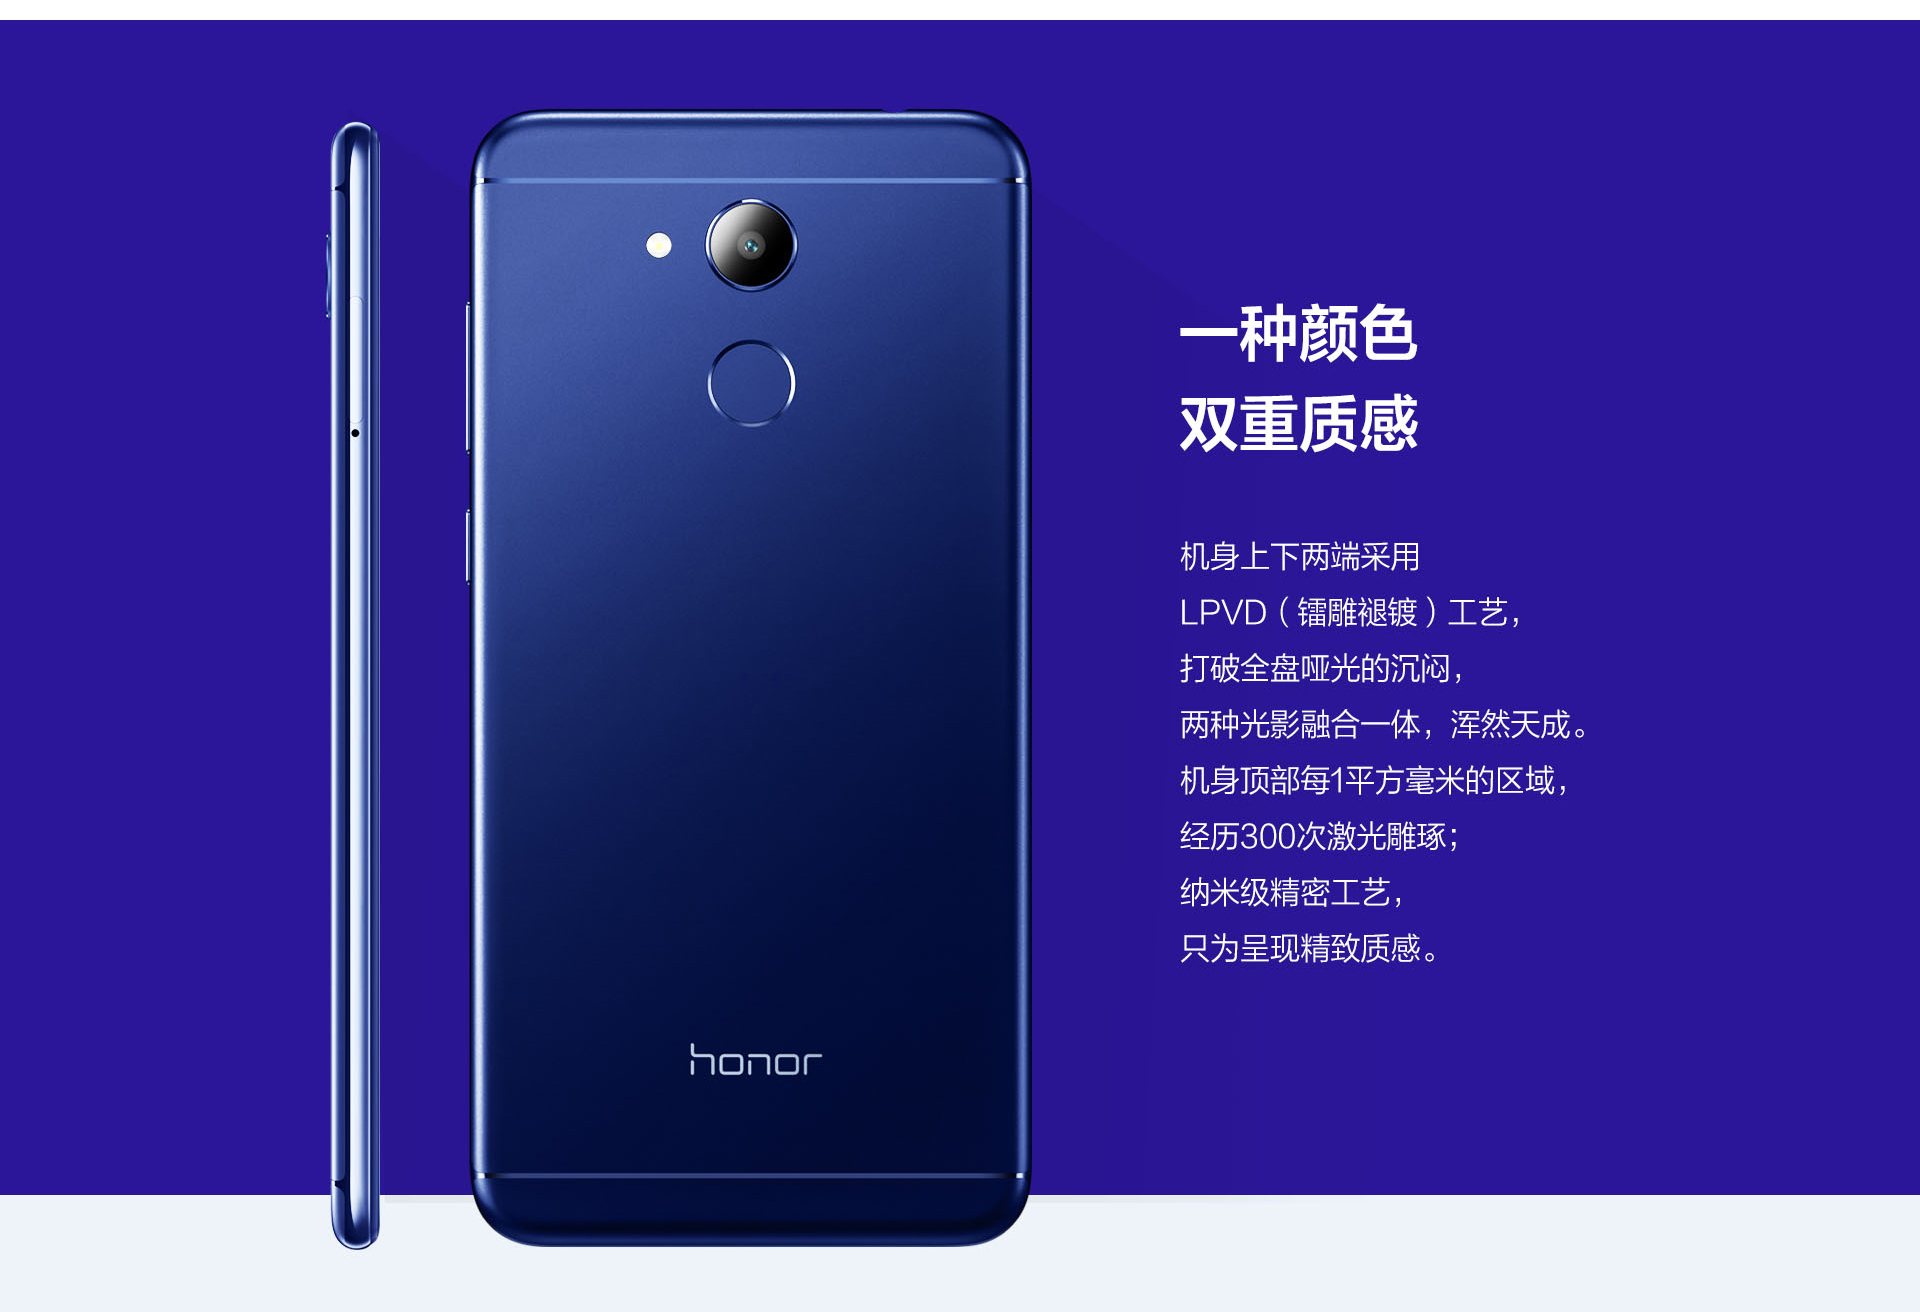 一种颜色
双重质感
机身上下两端采用
LPVD（镭雕褪镀）工艺，
打破全盘哑光的沉闷，
两种光影融合一体，浑然天成。
机身顶部每1平方毫米的区域，
经历300次激光雕琢；
纳米级精密工艺，
只为呈现精致质感。
honor